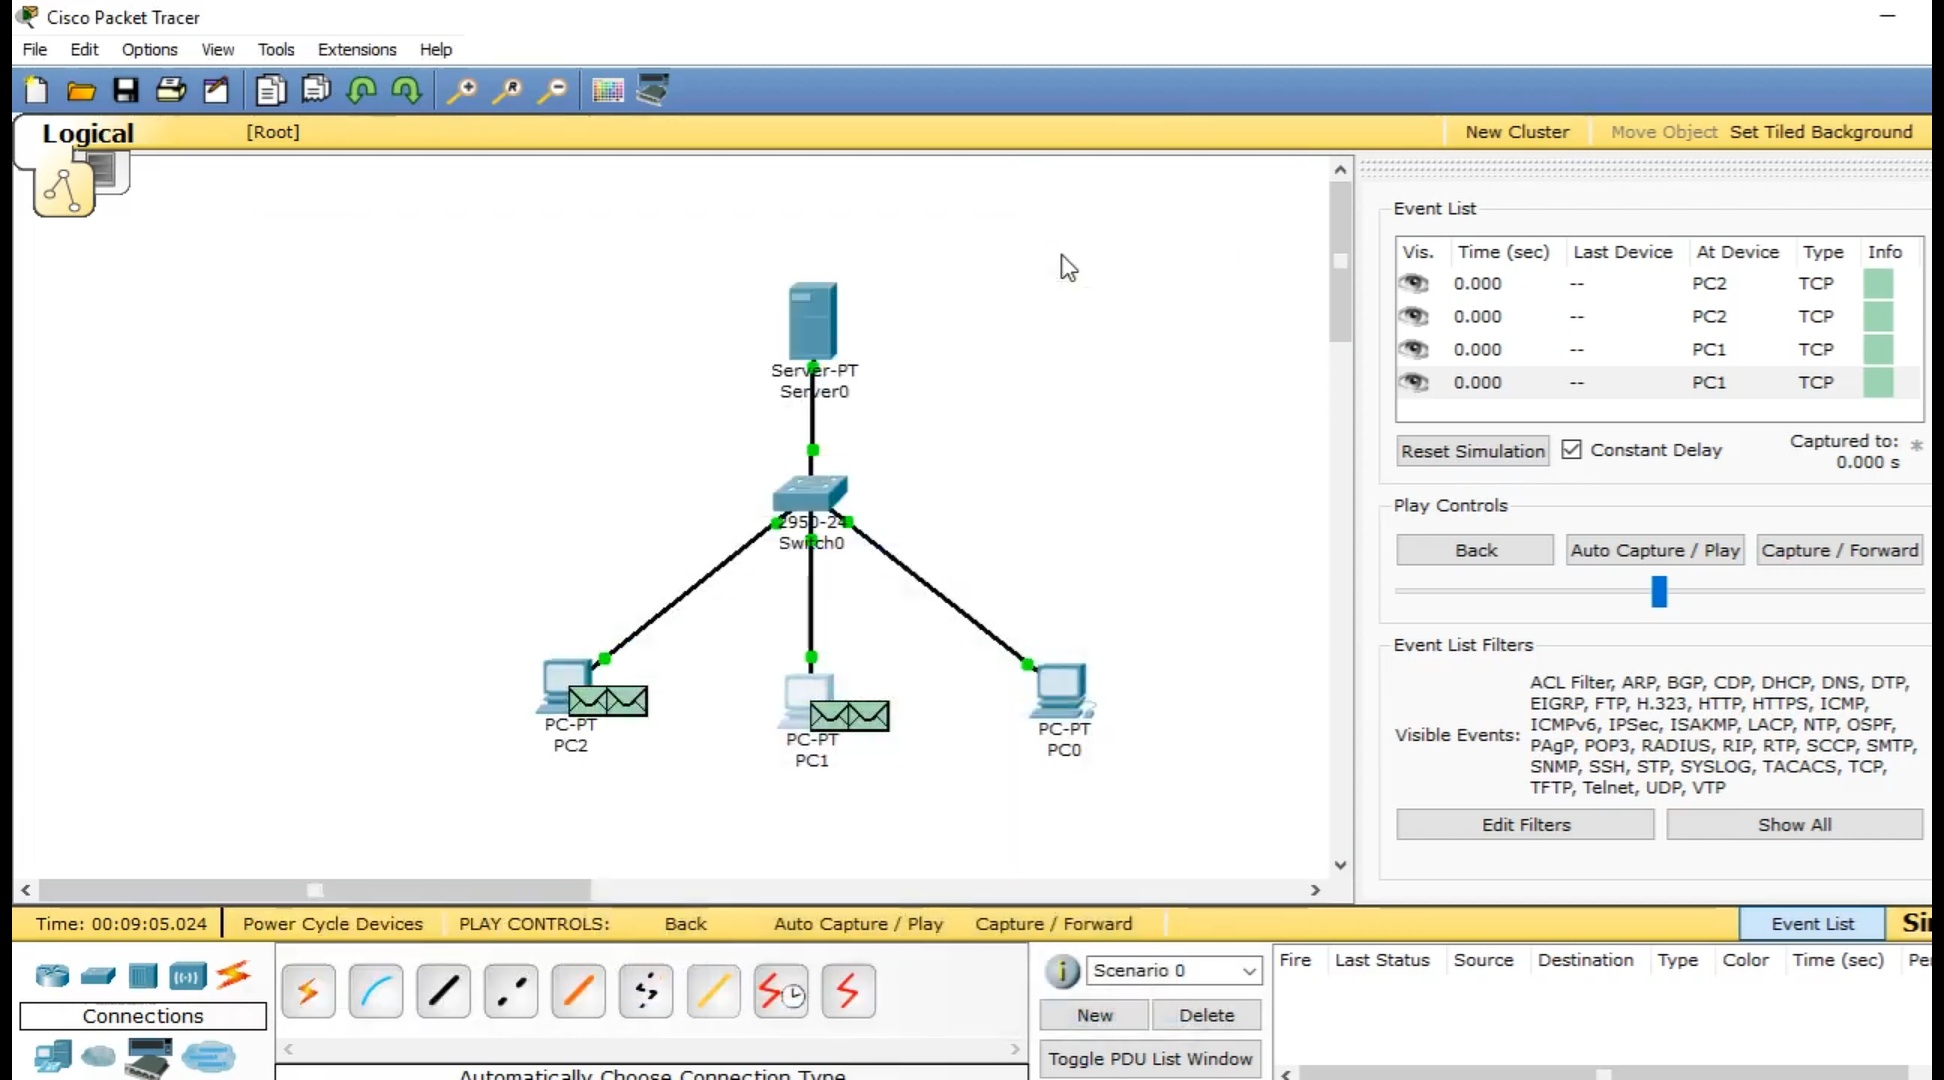 Cisco Packet Tracer
File Edit Options View Tools Extensions Help
Logical [Root] New Cluster Move Object Set Tiled Background
Server-PT
Server0
2950-24
Switch0
PC-PT
PC2
PC-PT
PC1
PC-PT
PC0
Event List
Vis. Time (sec) Last Device At Device Type Info
0.000 -- PC2 TCP
0.000 -- PC2 TCP
0.000 -- PC1 TCP
0.000 -- PC1 TCP
Reset Simulation Constant Delay Captured to: *
0.000 s
Play Controls
Back Auto Capture / Play Capture / Forward
Event List Filters
Visible Events: ACL Filter, ARP, BGP, CDP, DHCP, DNS, DTP,
EIGRP, FTP, H.323, HTTP, HTTPS, ICMP,
ICMPv6, IPSec, ISAKMP, LACP, NTP, OSPF,
PAgP, POP3, RADIUS, RIP, RTP, SCCP, SMTP,
SNMP, SSH, STP, SYSLOG, TACACS, TCP,
TFTP, Telnet, UDP, VTP
Edit Filters Show All
Time: 00:09:05.024 Power Cycle Devices PLAY CONTROLS: Back Auto Capture / Play Capture / Forward Event List Sin
Connections
Scenario 0
New Delete
Toggle PDU List Window
Fire Last Status Source Destination Type Color Time (sec) Pe
Automatically Choose Connection Type